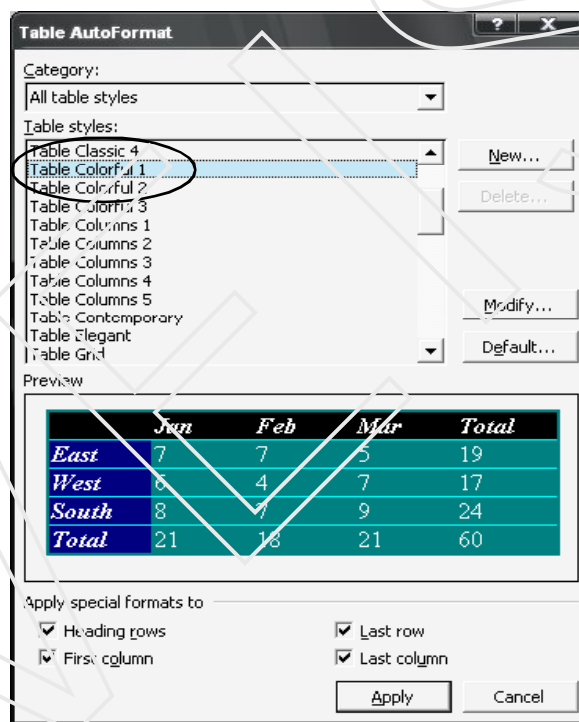 Table AutoFormat ? X
Category:
All table styles
Table styles:
Table Classic 4
Table Colorful 1
Table Colorful 2
Table Colorful 3
Table Columns 1
Table Columns 2
Table Columns 3
Table Columns 4
Table Columns 5
Table Contemporary
Table Elegant
Table Grid
New...
Delete...
Modify...
Default...
Preview
Jan Feb Mar Total
East 7 7 5 19
West 6 4 7 17
South 8 7 9 24
Total 21 18 21 60
Apply special formats to
Heading rows Last row
First column Last column
Apply Cancel